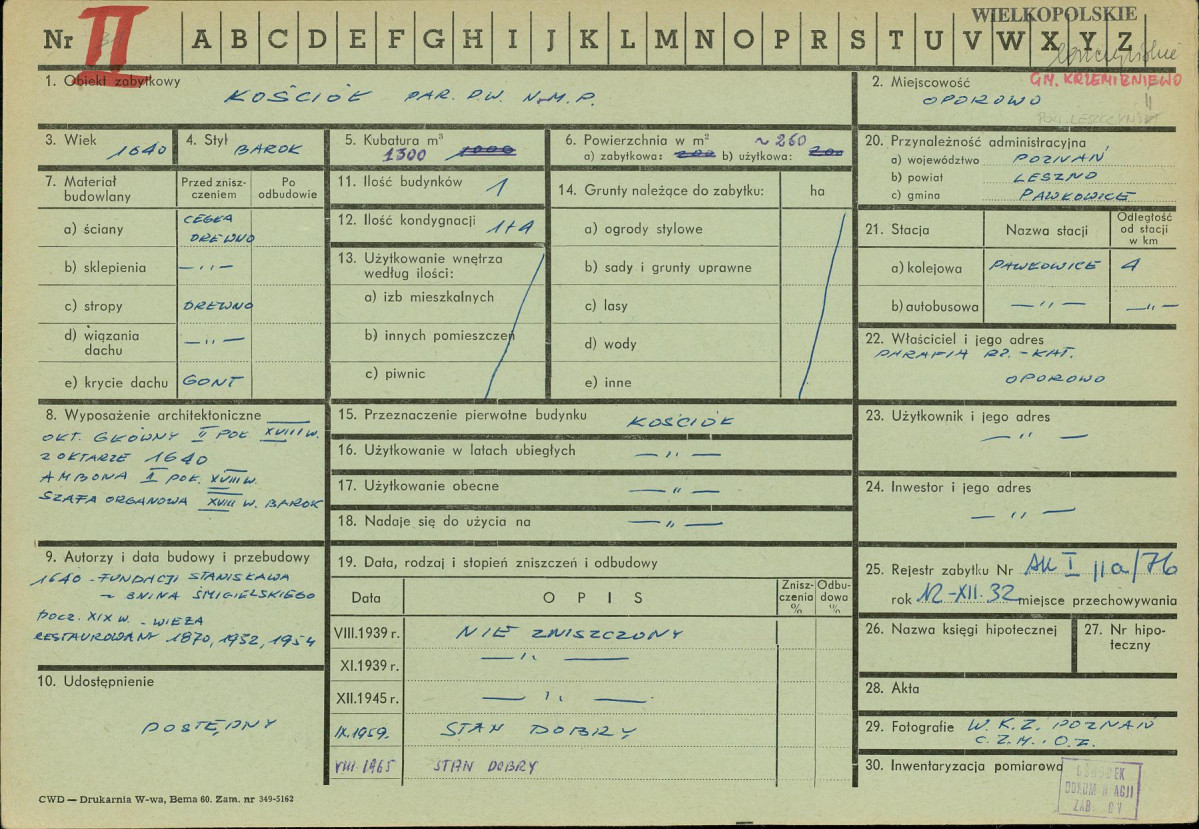 WIELKOPOLSKIE
Nr II A B C D E F G H I J K L M N O P R S T U V W X Y Z
1. Obiekt zabytkowy
KOŚCIÓŁ PAR. P.W. N.M.P.
2. Miejscowość
GM. KRZEMIENIEWO
OPOROWO
POW. LESZCZYŃSKI
3. Wiek
1640
4. Styl
BAROK
5. Kubatura m³
1300 1000
6. Powierzchnia w m² ~ 260
a) zabytkowa: 200 b) użytkowa: 200
7. Materiał budowlany
Przed zniszczeniem
Po odbudowie
a) ściany CEGŁA
DREWNO
b) sklepienia — " —
c) stropy DREWNO
d) wiązania dachu — " —
e) krycie dachu GONT
8. Wyposażenie architektoniczne
OŁT. GŁÓWNY II POŁ XVIII W.
2 OŁTARZE 1640
AMBONA I POŁ. XVIII W.
SZAFA ORGANOWA XVIII W. BAROK
9. Autorzy i data budowy i przebudowy
1640 - FUNDACJI STANISŁAWA
Z BNINA ŚMIGIELSKIEGO
POCZ. XIX W. - WIEŻA
RESTAUROWANY 1870, 1932, 1954
10. Udostępnienie
DOSTĘPNY
11. Ilość budynków 1
12. Ilość kondygnacji 1+1
13. Użytkowanie wnętrza
według ilości:
a) izb mieszkalnych
b) innych pomieszczeń
c) piwnic
14. Grunty należące do zabytku: ha
a) ogrody stylowe
b) sady i grunty uprawne
c) lasy
d) wody
e) inne
15. Przeznaczenie pierwotne budynku KOŚCIÓŁ
16. Użytkowanie w latach ubiegłych — " —
17. Użytkowanie obecne — " —
18. Nadaje się do użycia na — " —
19. Data, rodzaj i stopień zniszczeń i odbudowy
Data
OPIS
Zniszczenia %
Odbudowa %
VIII.1939 r. NIE ZNISZCZONY
XI.1939 r. — " —
XII.1945 r. — " —
IX.1959. STAN DOBRY
VIII.1965 STAN DOBRY
20. Przynależność administracyjna
a) województwo POZNAŃ
b) powiat LESZNO
c) gmina PAWŁOWICE
21. Stacja
Nazwa stacji
Odległość
od stacji
w km
a) kolejowa PAWŁOWICE 4
b) autobusowa — " — — " —
22. Właściciel i jego adres
PARAFIA RZ.-KAT.
OPOROWO
23. Użytkownik i jego adres
— " —
24. Inwestor i jego adres
— " —
25. Rejestr zabytku Nr AK I 11a/76
rok 12-XII.32 miejsce przechowywania
26. Nazwa księgi hipotecznej
27. Nr hipoteczny
28. Akta
29. Fotografie W.K.Z. POZNAŃ
30. Inwentaryzacja pomiarowa
CWD — Drukarnia W-wa, Bema 60. Zam. nr 349-5162